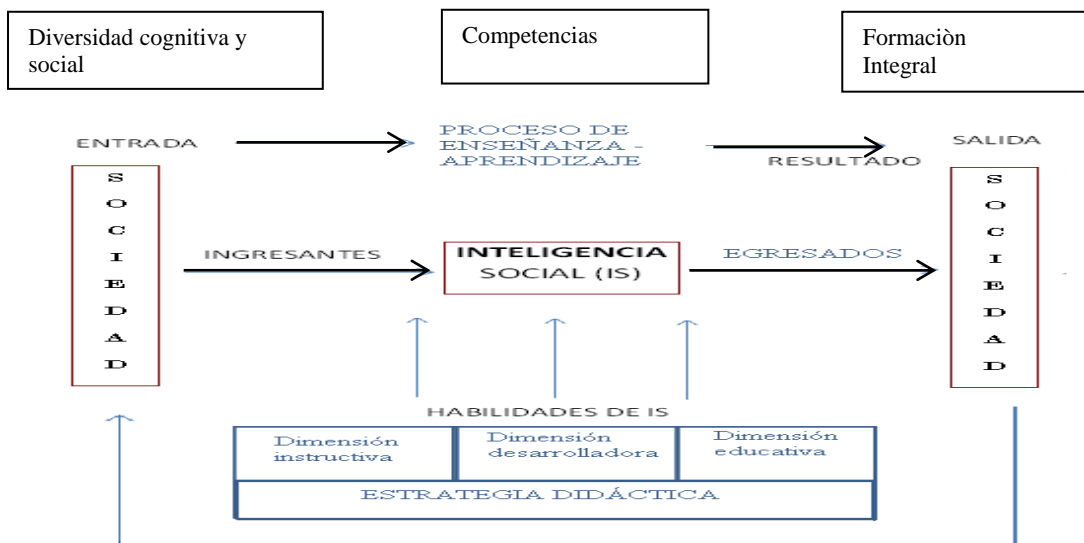 Diversidad cognitiva y
social
Competencias
Formaciòn
Integral
ENTRADA
PROCESO DE
ENSEÑANZA -
APRENDIZAJE
RESULTADO
SALIDA
S
O
C
I
E
D
A
D
INGRESANTES
INTELIGENCIA
SOCIAL (IS)
EGRESADOS
S
O
C
I
E
D
A
D
HABILIDADES DE IS
Dimensión
instructiva
Dimensión
desarrolladora
Dimensión
educativa
ESTRATEGIA DIDÁCTICA